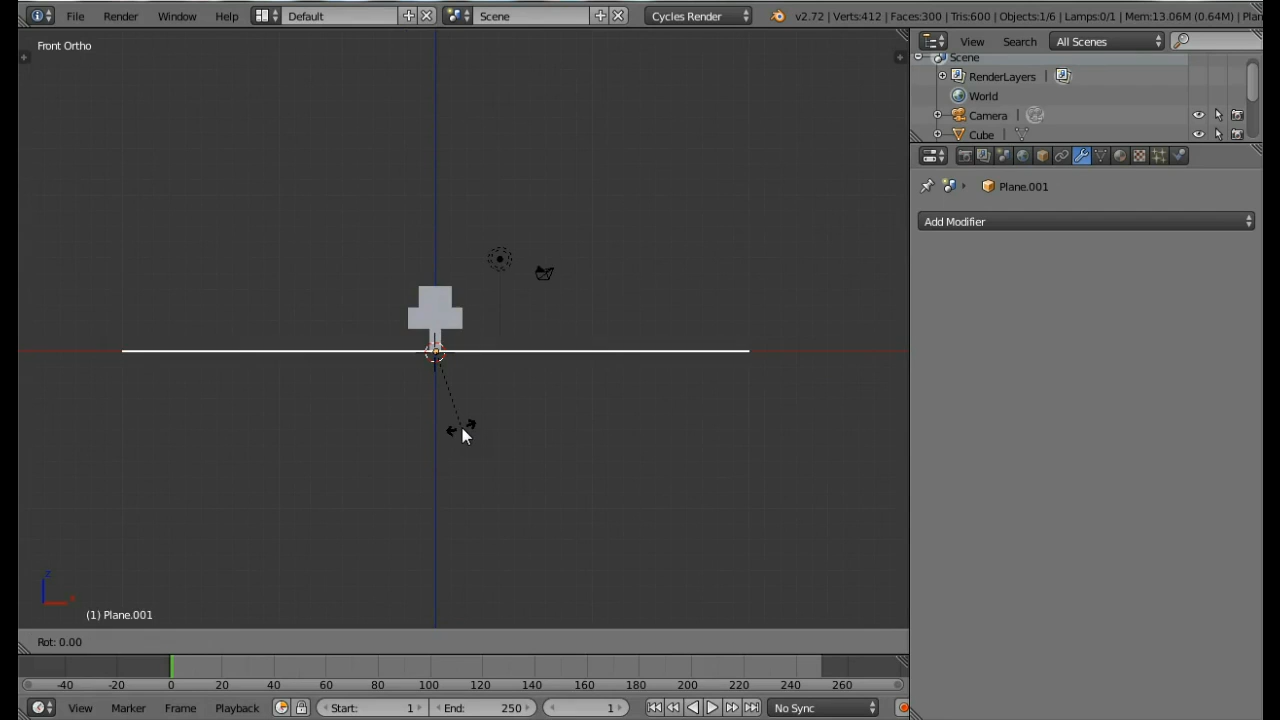 File Render Window Help Default Scene Cycles Render v2.72 | Verts:412 | Faces:300 | Tris:600 | Objects:1/6 | Lamps:0/1 | Mem:13.06M (0.64M) | Plan
Front Ortho
View Search All Scenes
Scene
RenderLayers
World
Camera
Cube
Plane.001
Add Modifier
z
x
(1) Plane.001
Rot: 0.00
-40 -20 0 20 40 60 80 100 120 140 160 180 200 220 240 260
View Marker Frame Playback Start: 1 End: 250 1 No Sync